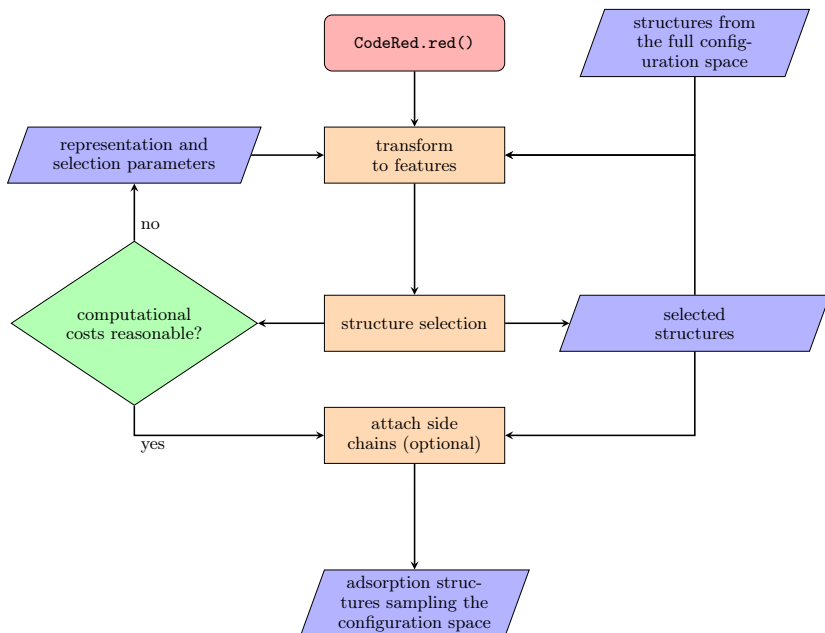 CodeRed.red()
structures from
the full config-
uration space
representation and
selection parameters
transform
to features
no
computational
costs reasonable?
structure selection
selected
structures
yes
attach side
chains (optional)
adsorption struc-
tures sampling the
configuration space